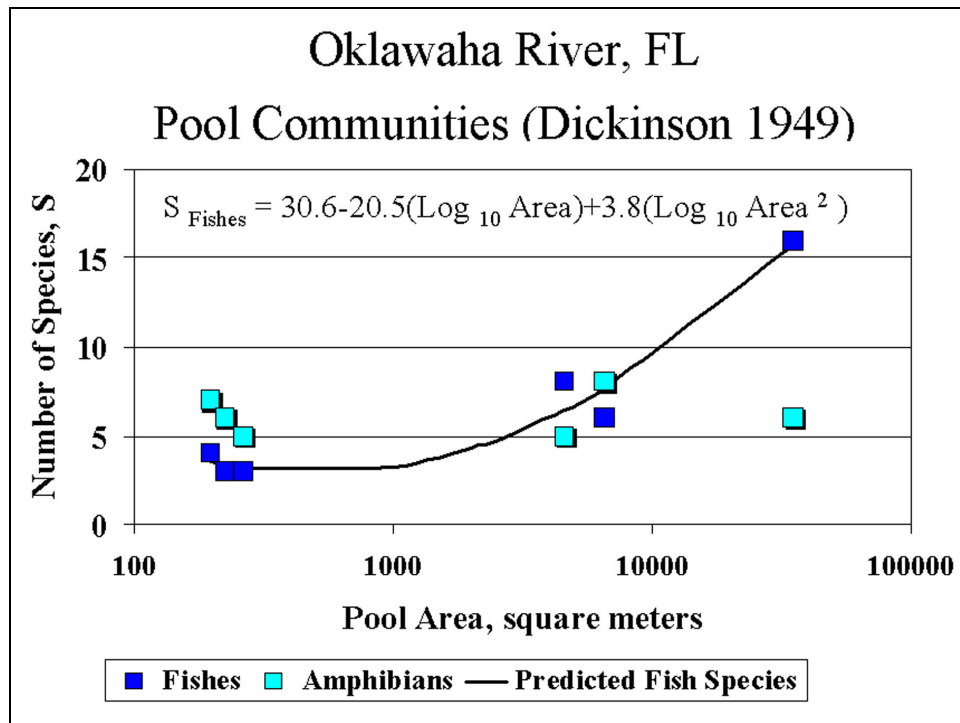 Oklawaha River, FL
Pool Communities (Dickinson 1949)
S Fishes = 30.6-20.5(Log 10 Area)+3.8(Log 10 Area 2 )
Number of Species, S
20
15
10
5
0
100 1000 10000 100000
Pool Area, square meters
Fishes Amphibians Predicted Fish Species